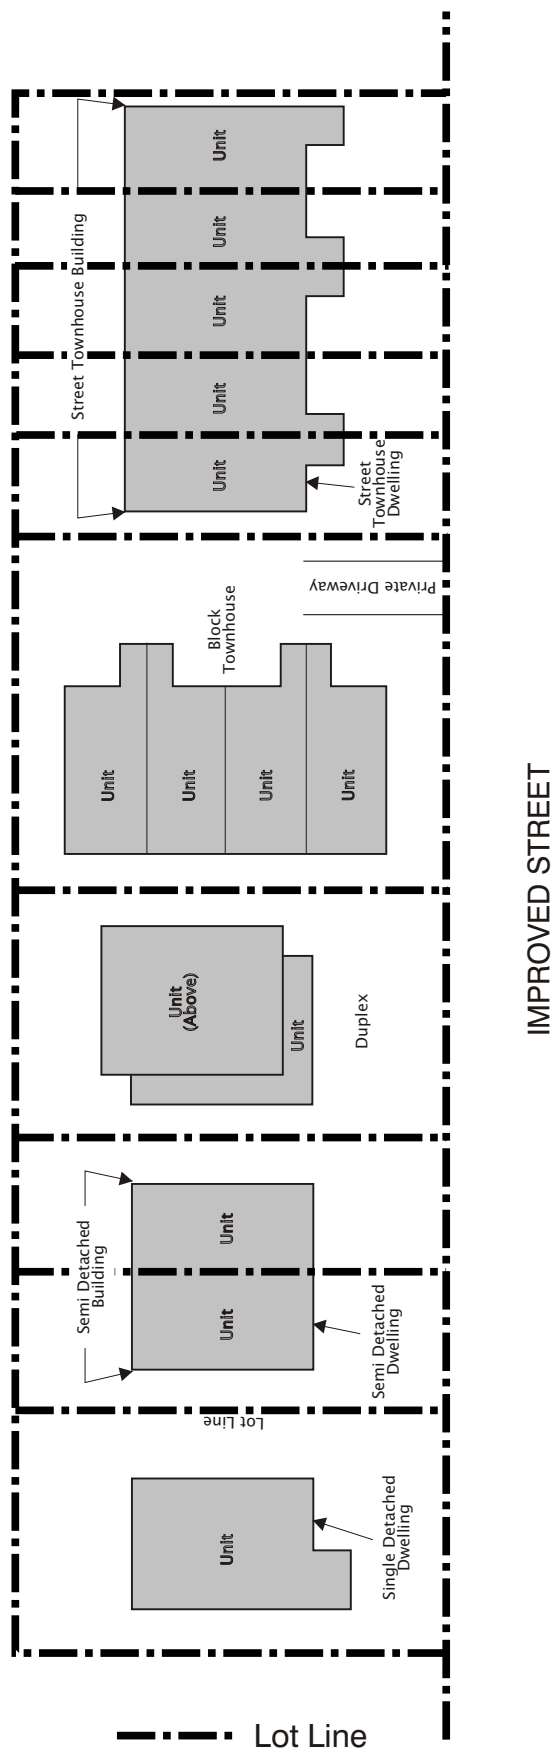 Street Townhouse Building
Unit
Unit
Unit
Unit
Unit
Street
Townhouse
Dwelling
Private Driveway
Block
Townhouse
Unit
Unit
Unit
Unit
Unit
(Above)
Unit
Duplex
IMPROVED STREET
Semi Detached
Building
Unit
Unit
Semi Detached
Dwelling
Lot Line
Unit
Single Detached
Dwelling
Lot Line